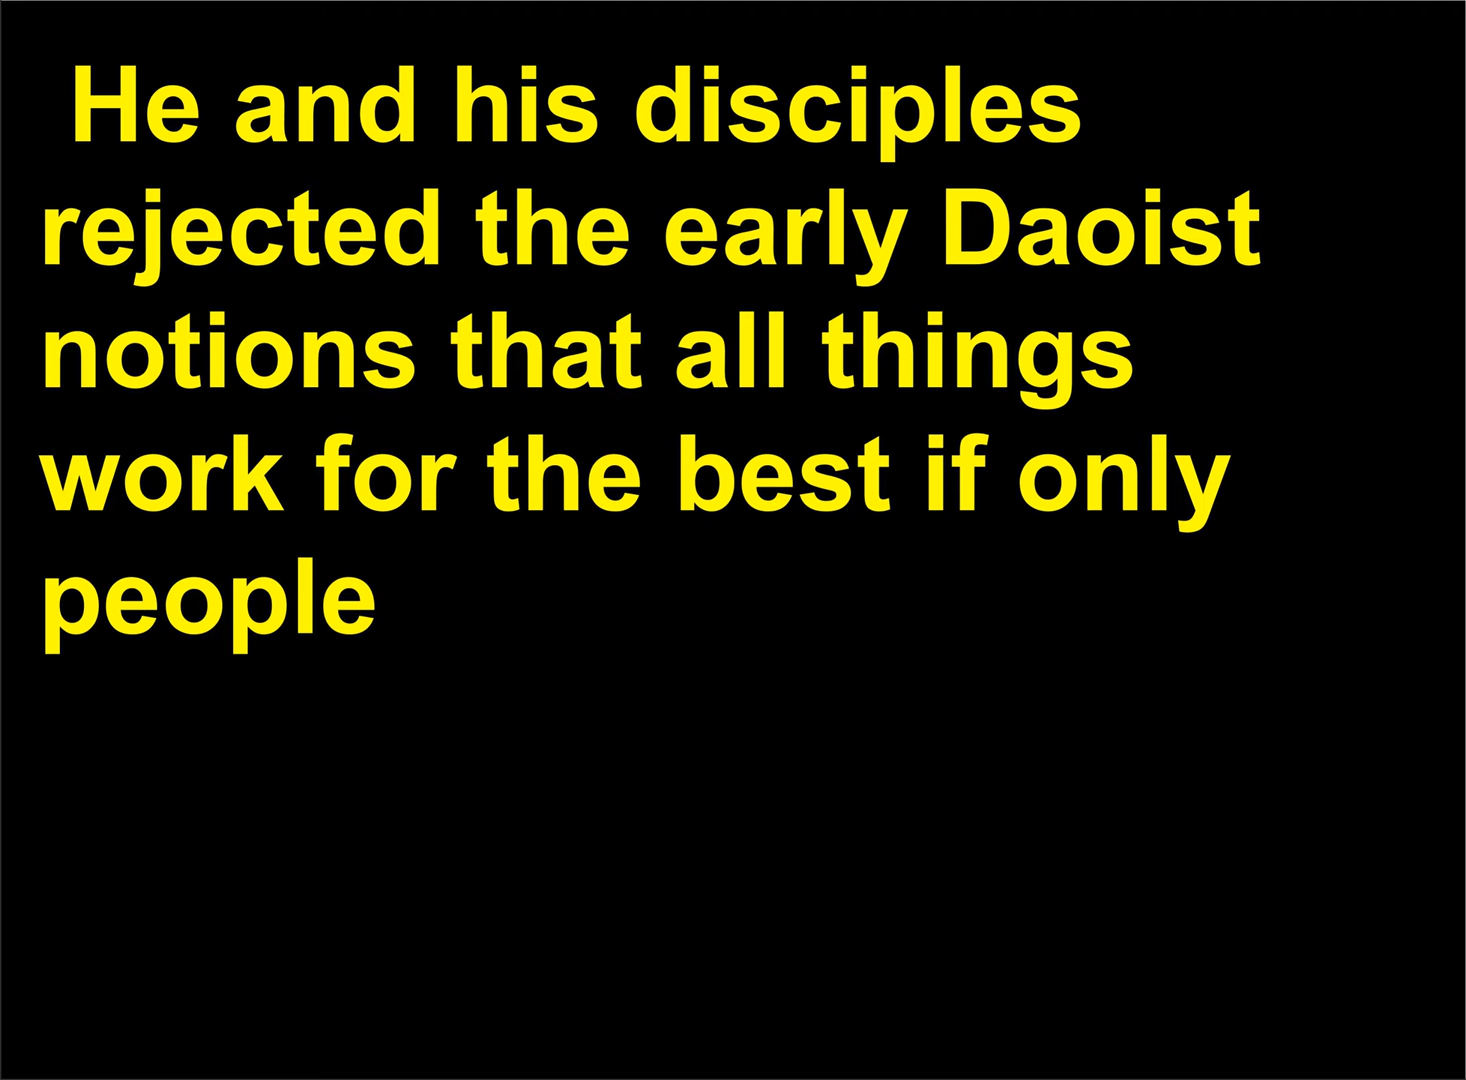 He and his disciples
rejected the early Daoist
notions that all things
work for the best if only
people